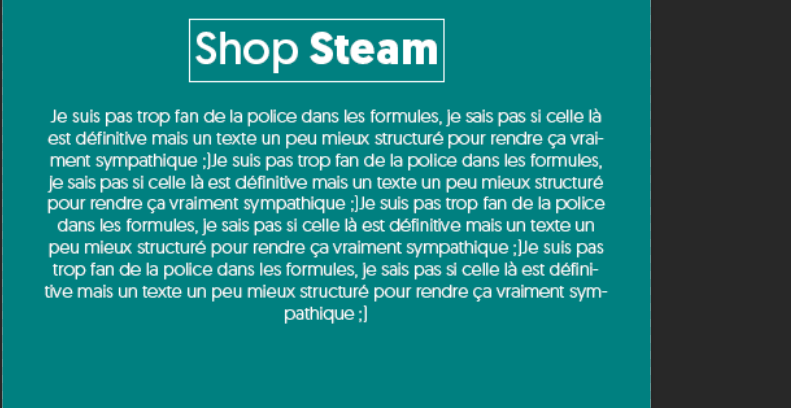 Shop Steam
Je suis pas trop fan de la police dans les formules, je sais pas si celle là
est définitive mais un texte un peu mieux structuré pour rendre ça vrai-
ment sympathique ;)Je suis pas trop fan de la police dans les formules,
je sais pas si celle là est définitive mais un texte un peu mieux structuré
pour rendre ça vraiment sympathique ;)Je suis pas trop fan de la police
dans les formules, je sais pas si celle là est définitive mais un texte un
peu mieux structuré pour rendre ça vraiment sympathique ;)Je suis pas
trop fan de la police dans les formules, je sais pas si celle là est défini-
tive mais un texte un peu mieux structuré pour rendre ça vraiment sym-
pathique ;)